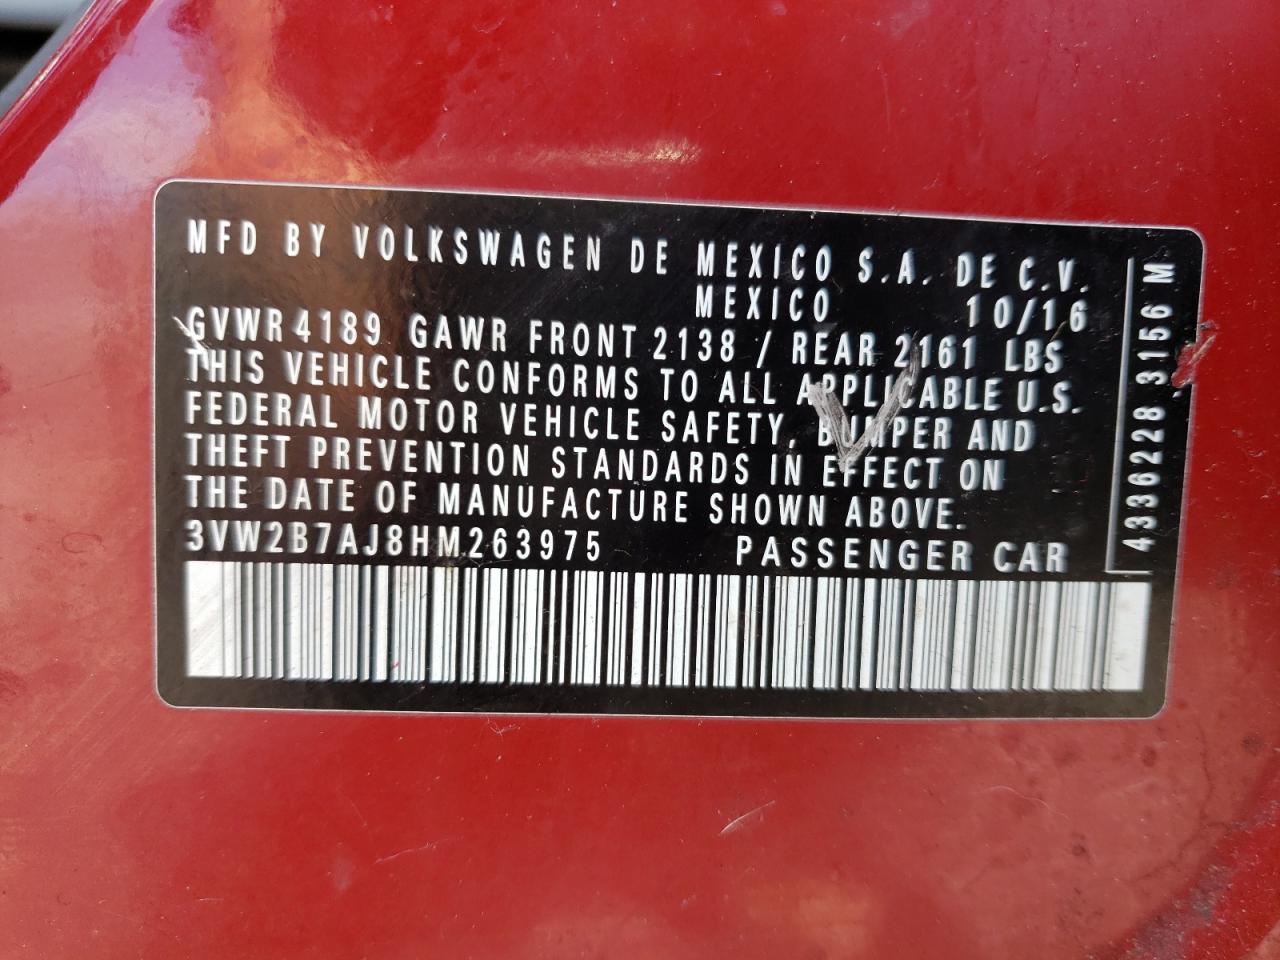 MFD BY VOLKSWAGEN DE MEXICO S.A. DE C.V.
MEXICO 10/16
GVWR 4189 GAWR FRONT 2138 / REAR 2161 LBS
THIS VEHICLE CONFORMS TO ALL APPLICABLE U.S.
FEDERAL MOTOR VEHICLE SAFETY, BUMPER AND
THEFT PREVENTION STANDARDS IN EFFECT ON
THE DATE OF MANUFACTURE SHOWN ABOVE.
3VW2B7AJ8HM263975 PASSENGER CAR
4336228 3156 M